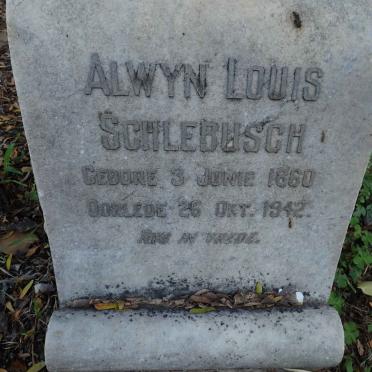 ALWYN LOUIS
SCHLEBUSCH
GEBORE 3 JUNIE 1860
OORLEDE 26 OKT. 1942.
RUS IN VREDE.